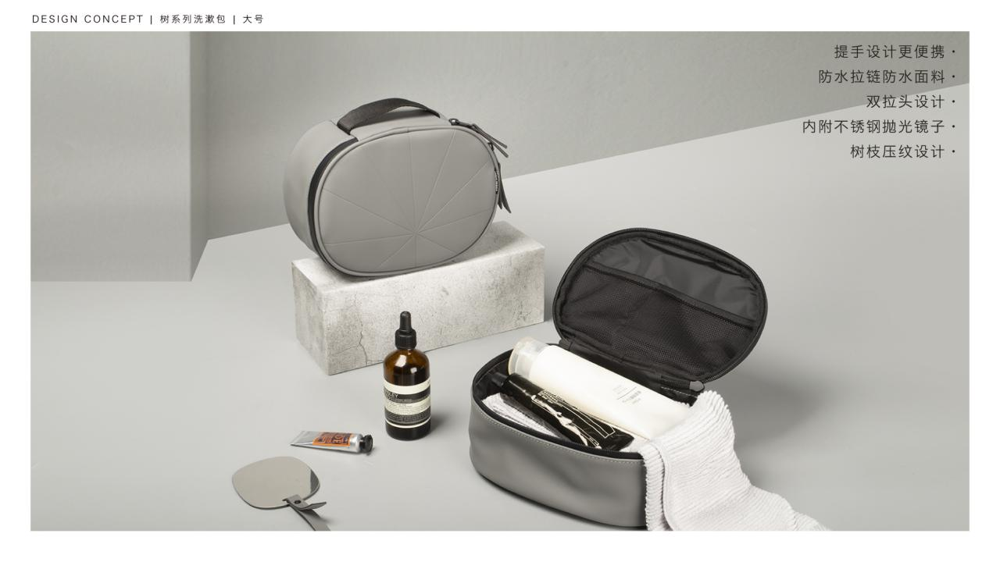 DESIGN CONCEPT | 树系列洗漱包 | 大号
提手设计更便携·
防水拉链防水面料·
双拉头设计·
内附不锈钢抛光镜子·
树枝压纹设计·